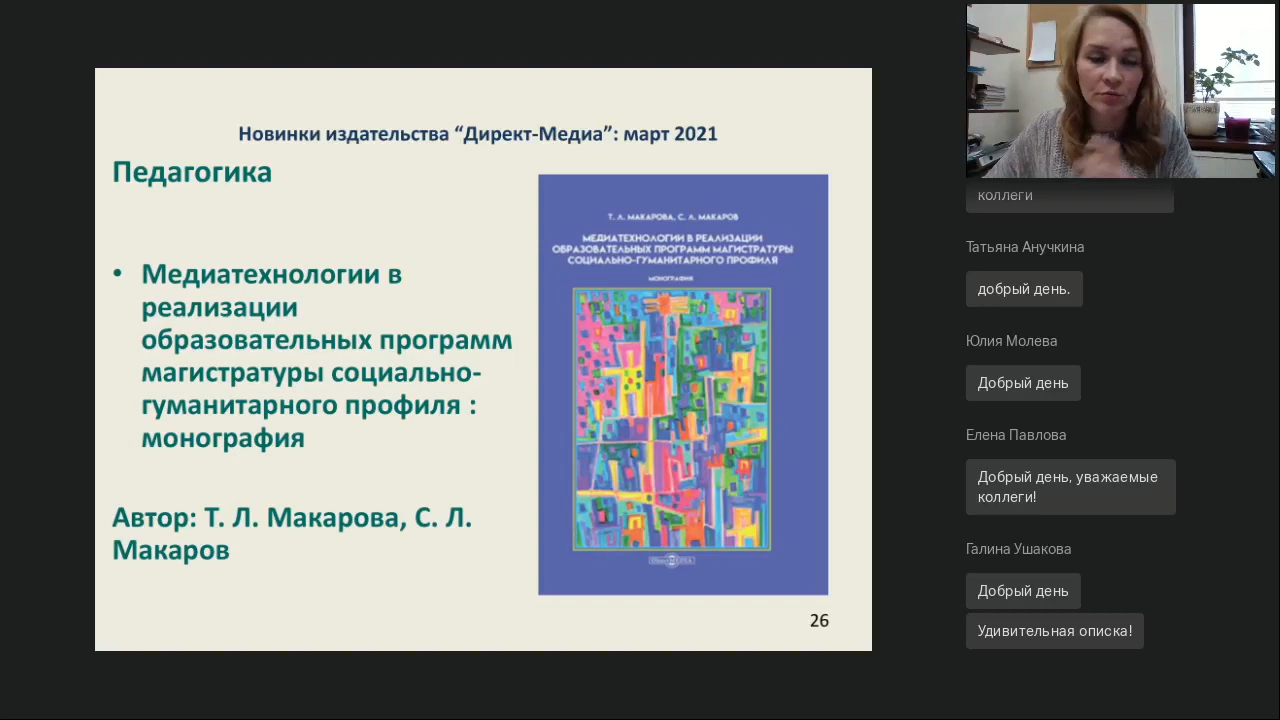 Новинки издательства “Директ-Медиа”: март 2021
Педагогика
• Медиатехнологии в
реализации
образовательных программ
магистратуры социально-
гуманитарного профиля :
монография
Автор: Т. Л. Макарова, С. Л.
Макаров
Т. Л. МАКАРОВА, С. Л. МАКАРОВ
МЕДИАТЕХНОЛОГИИ В РЕАЛИЗАЦИИ
ОБРАЗОВАТЕЛЬНЫХ ПРОГРАММ МАГИСТРАТУРЫ
СОЦИАЛЬНО-ГУМАНИТАРНОГО ПРОФИЛЯ
МОНОГРАФИЯ
26
коллеги
Татьяна Анучкина
добрый день.
Юлия Молева
Добрый день
Елена Павлова
Добрый день, уважаемые
коллеги!
Галина Ушакова
Добрый день
Удивительная описка!